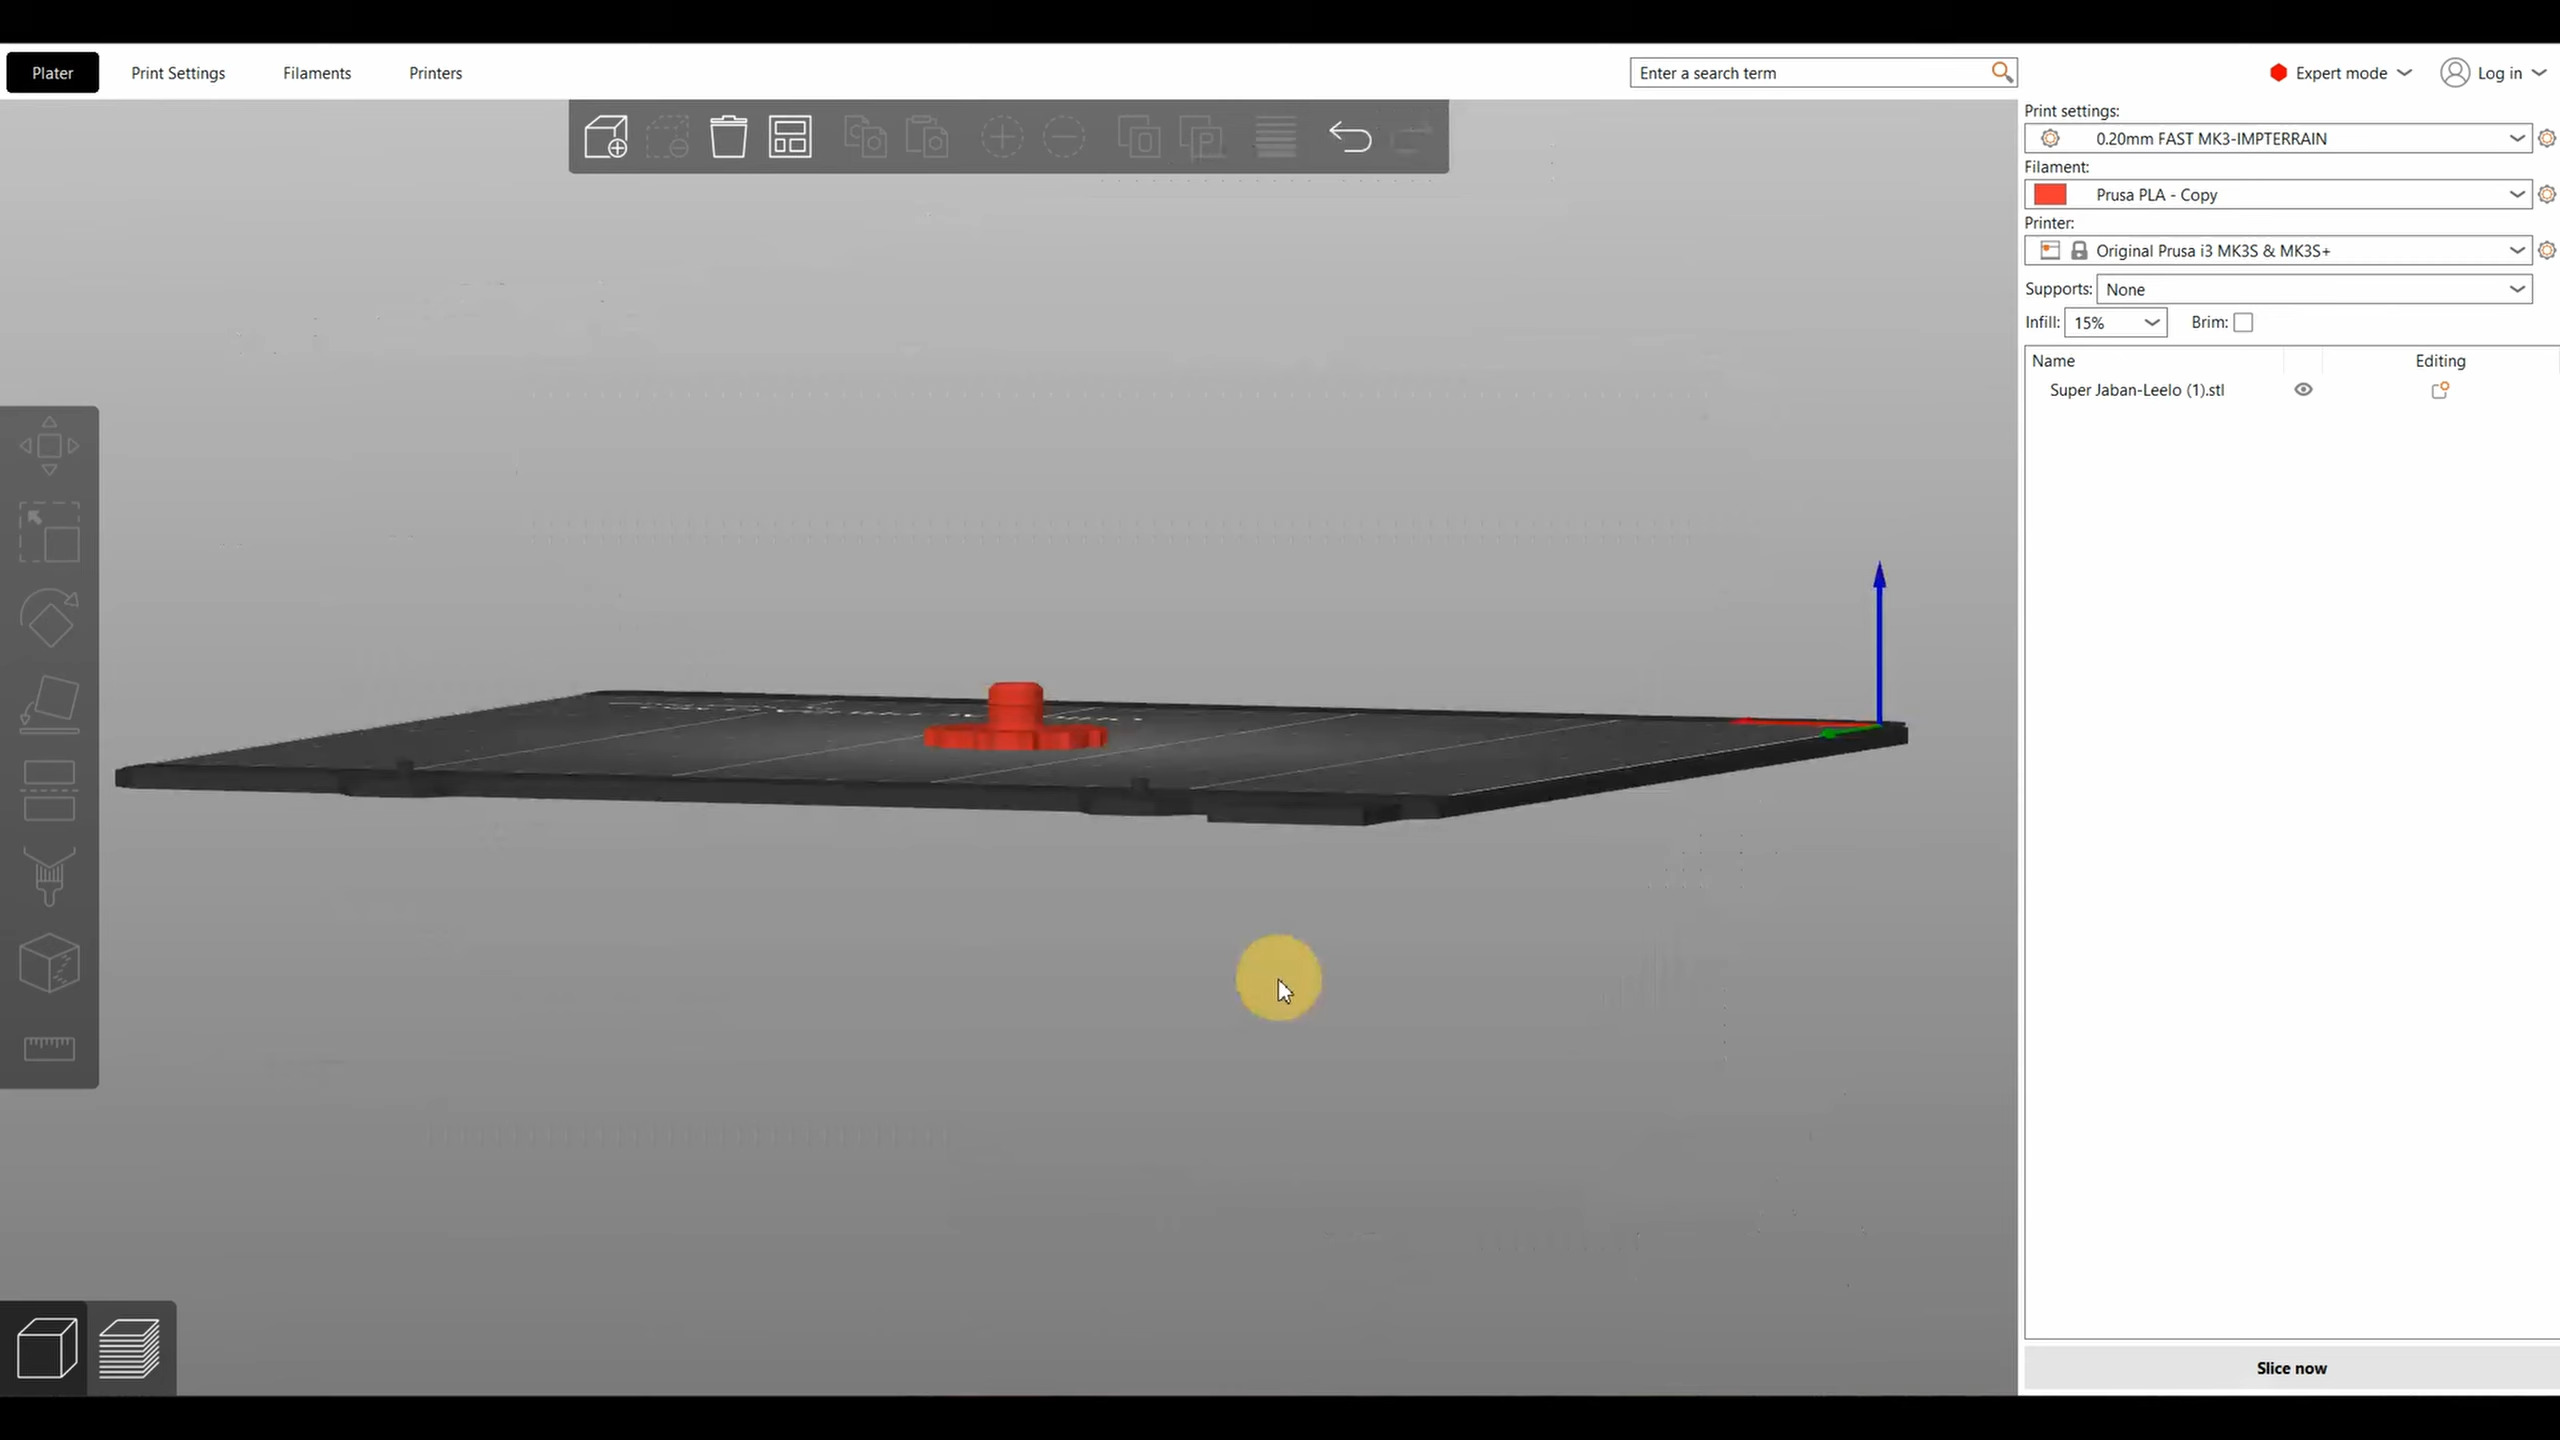 Plater
Print Settings
Filaments
Printers
Enter a search term
Expert mode
Log in
Print settings:
0.20mm FAST MK3-IMPTERRAIN
Filament:
Prusa PLA - Copy
Printer:
Original Prusa i3 MK3S & MK3S+
Supports: None
Infill: 15% Brim:
Name Editing
Super Jaban-Leelo (1).stl
Slice now